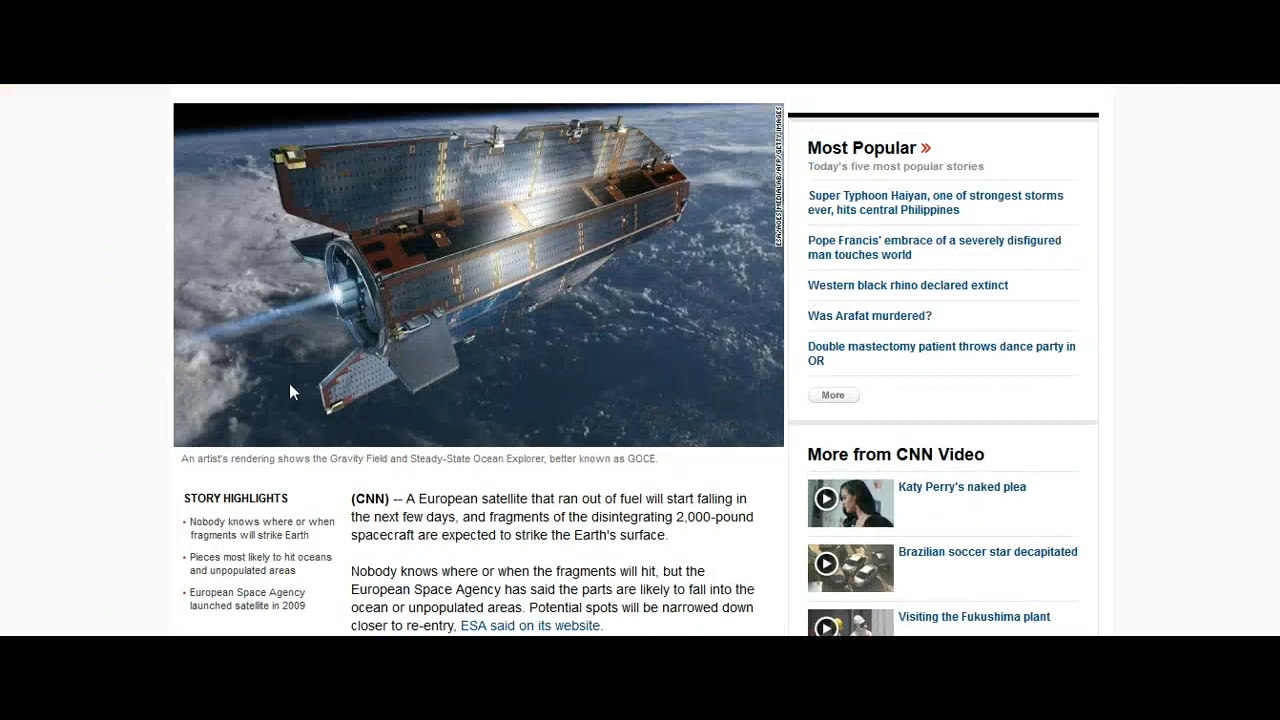 ESA/AOES MEDIALAB/AFP/GETTY IMAGES
An artist's rendering shows the Gravity Field and Steady-State Ocean Explorer, better known as GOCE.
STORY HIGHLIGHTS
Nobody knows where or when
fragments will strike Earth
Pieces most likely to hit oceans
and unpopulated areas
European Space Agency
launched satellite in 2009
(CNN) -- A European satellite that ran out of fuel will start falling in
the next few days, and fragments of the disintegrating 2,000-pound
spacecraft are expected to strike the Earth's surface.
Nobody knows where or when the fragments will hit, but the
European Space Agency has said the parts are likely to fall into the
ocean or unpopulated areas. Potential spots will be narrowed down
closer to re-entry, ESA said on its website.
Most Popular »
Today's five most popular stories
Super Typhoon Haiyan, one of strongest storms
ever, hits central Philippines
Pope Francis' embrace of a severely disfigured
man touches world
Western black rhino declared extinct
Was Arafat murdered?
Double mastectomy patient throws dance party in
OR
More
More from CNN Video
Katy Perry's naked plea
Brazilian soccer star decapitated
Visiting the Fukushima plant